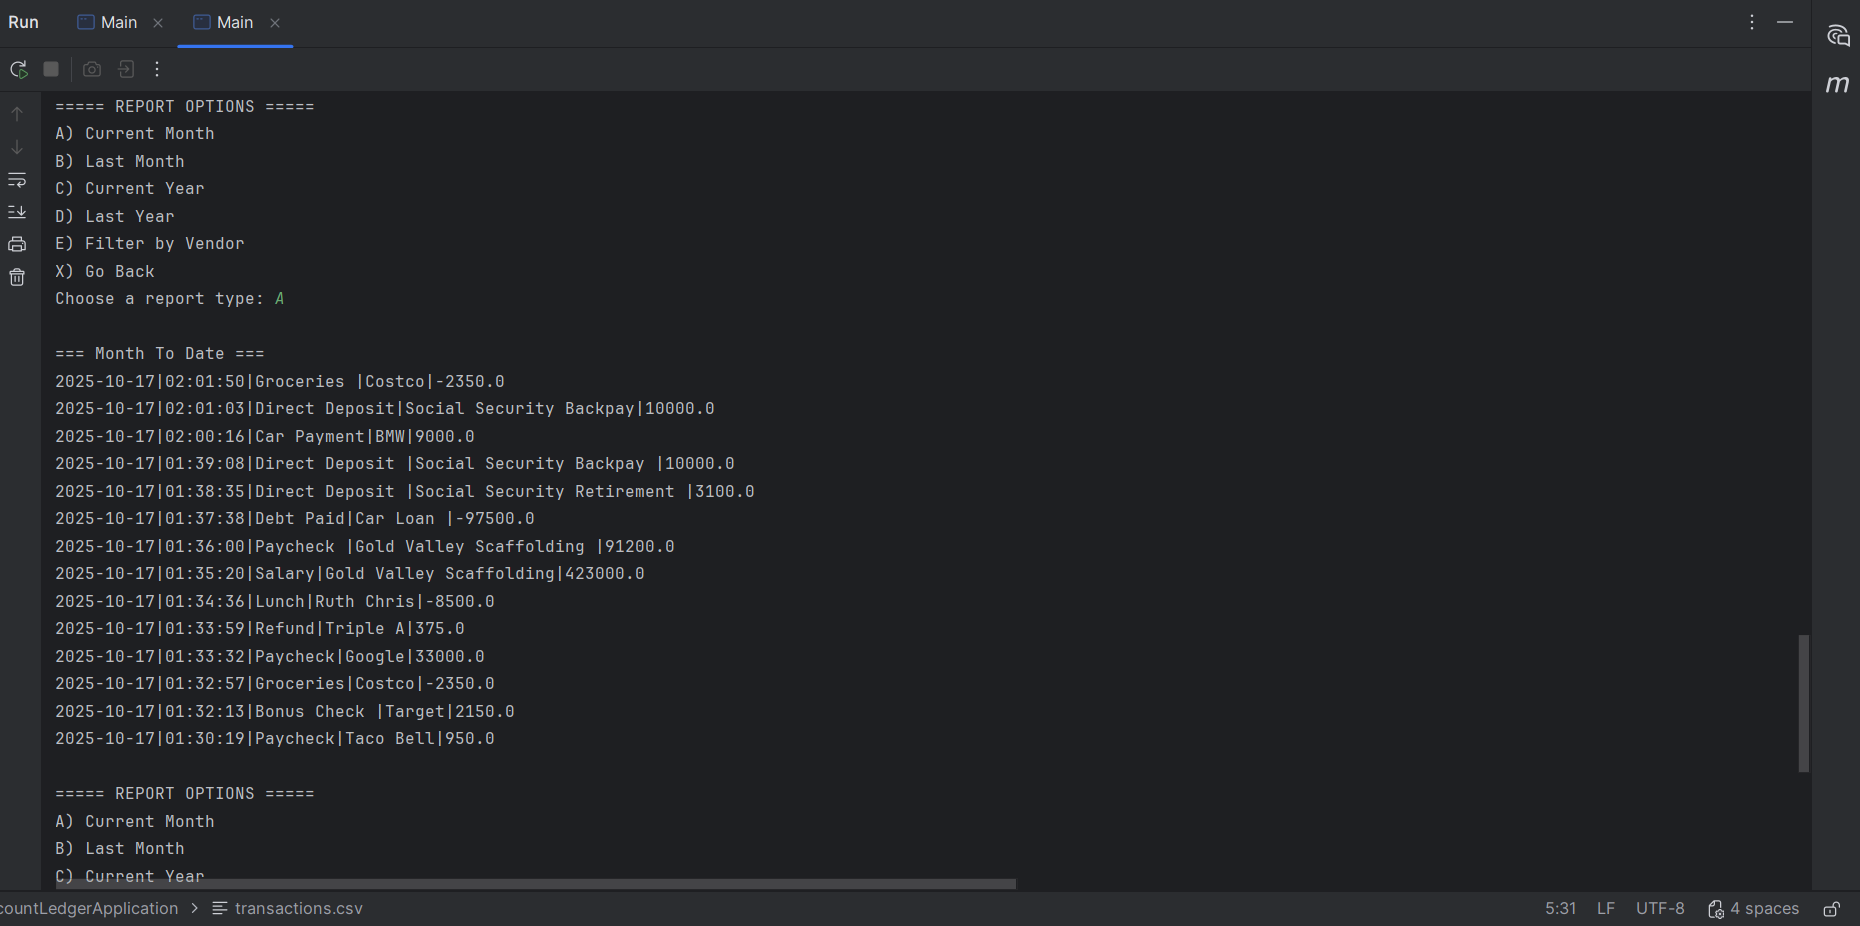 Run Main Main
===== REPORT OPTIONS =====
A) Current Month
B) Last Month
C) Current Year
D) Last Year
E) Filter by Vendor
X) Go Back
Choose a report type: A
=== Month To Date ===
2025-10-17|02:01:50|Groceries |Costco|-2350.0
2025-10-17|02:01:03|Direct Deposit|Social Security Backpay|10000.0
2025-10-17|02:00:16|Car Payment|BMW|9000.0
2025-10-17|01:39:08|Direct Deposit |Social Security Backpay |10000.0
2025-10-17|01:38:35|Direct Deposit |Social Security Retirement |3100.0
2025-10-17|01:37:38|Debt Paid|Car Loan |-97500.0
2025-10-17|01:36:00|Paycheck |Gold Valley Scaffolding |91200.0
2025-10-17|01:35:20|Salary|Gold Valley Scaffolding|423000.0
2025-10-17|01:34:36|Lunch|Ruth Chris|-8500.0
2025-10-17|01:33:59|Refund|Triple A|375.0
2025-10-17|01:33:32|Paycheck|Google|33000.0
2025-10-17|01:32:57|Groceries|Costco|-2350.0
2025-10-17|01:32:13|Bonus Check |Target|2150.0
2025-10-17|01:30:19|Paycheck|Taco Bell|950.0
===== REPORT OPTIONS =====
A) Current Month
B) Last Month
C) Current Year
countLedgerApplication > transactions.csv 5:31 LF UTF-8 4 spaces
m